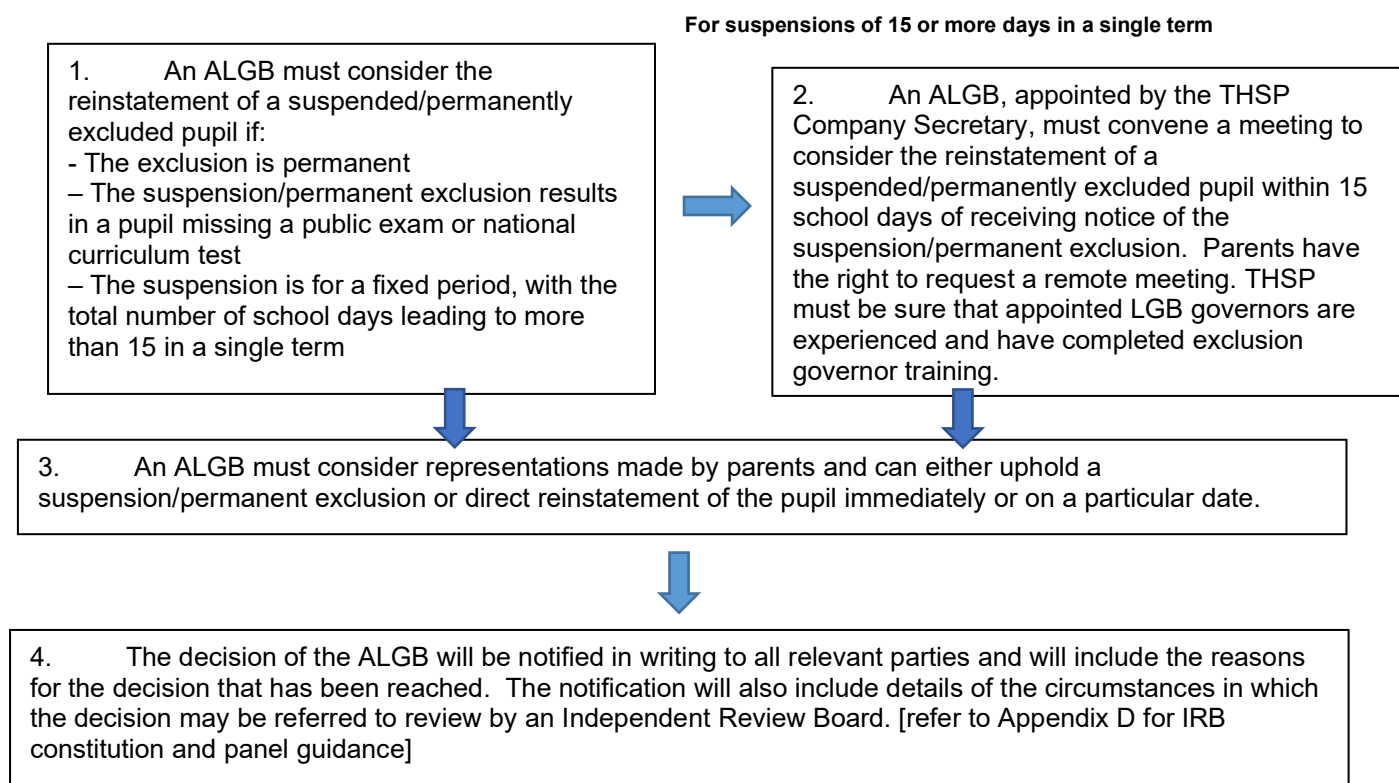 For suspensions of 15 or more days in a single term
1. An ALGB must consider the
reinstatement of a suspended/permanently
excluded pupil if:
- The exclusion is permanent
– The suspension/permanent exclusion results
in a pupil missing a public exam or national
curriculum test
– The suspension is for a fixed period, with the
total number of school days leading to more
than 15 in a single term
2. An ALGB, appointed by the THSP
Company Secretary, must convene a meeting to
consider the reinstatement of a
suspended/permanently excluded pupil within 15
school days of receiving notice of the
suspension/permanent exclusion. Parents have
the right to request a remote meeting. THSP
must be sure that appointed LGB governors are
experienced and have completed exclusion
governor training.
3. An ALGB must consider representations made by parents and can either uphold a
suspension/permanent exclusion or direct reinstatement of the pupil immediately or on a particular date.
4. The decision of the ALGB will be notified in writing to all relevant parties and will include the reasons
for the decision that has been reached. The notification will also include details of the circumstances in which
the decision may be referred to review by an Independent Review Board. [refer to Appendix D for IRB
constitution and panel guidance]